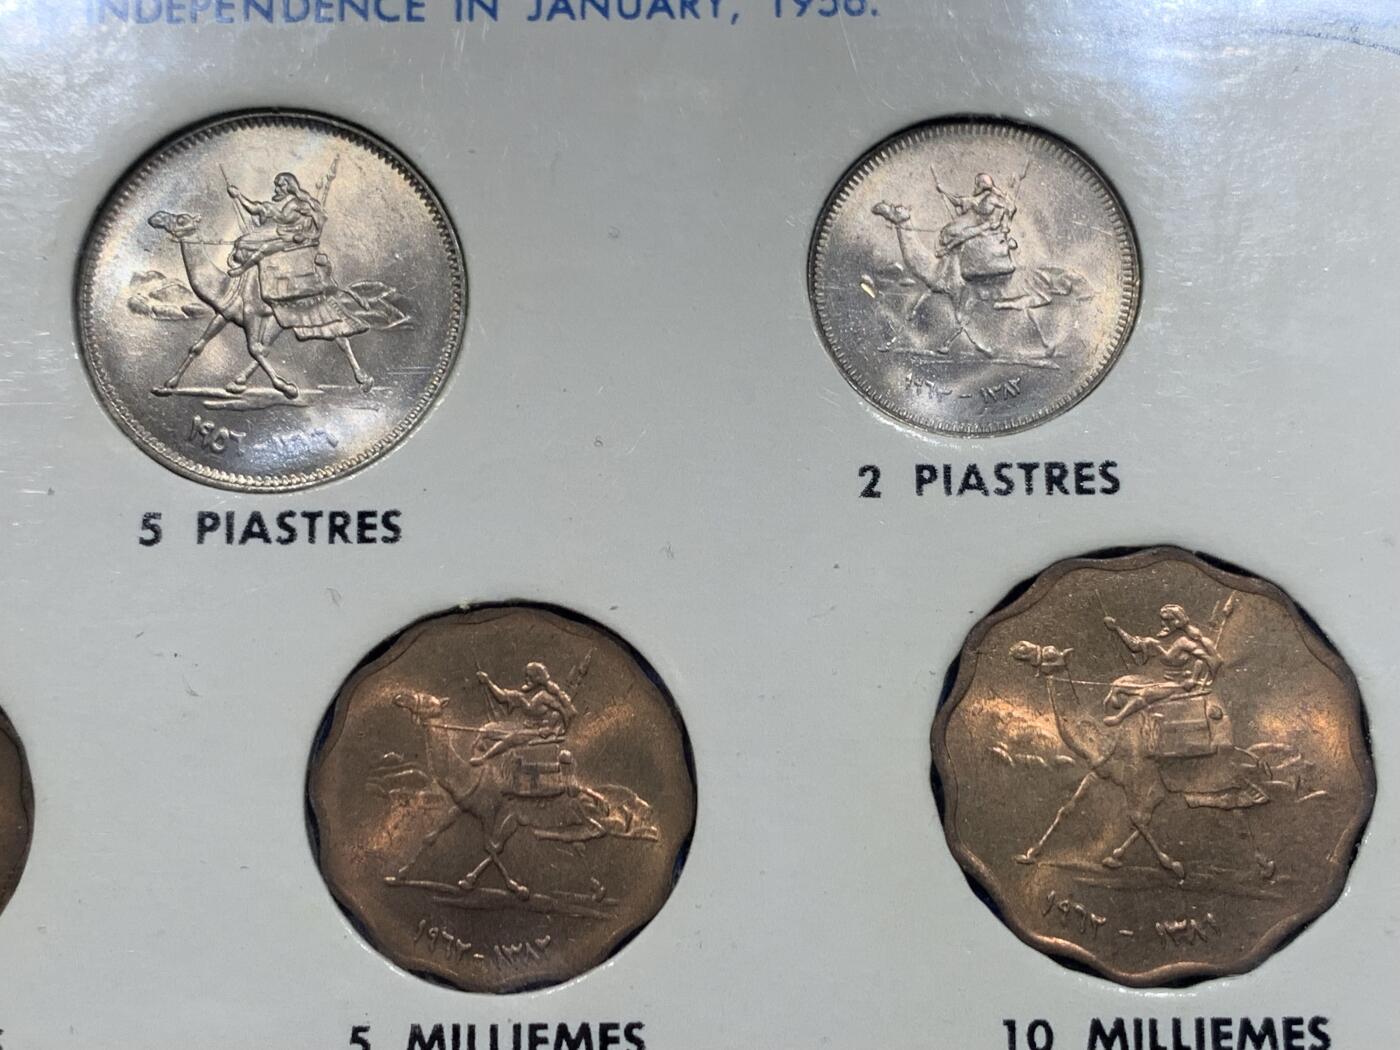 INDEPENDENCE IN JANUARY, 1956.
١٩٥٦ - ١٣٧٦
١٩٦٣ - ١٣٨٢
5 PIASTRES
2 PIASTRES
١٩٦٢ - ١٣٨٢
١٩٦٢ - ١٣٨١
5 MILLIEMES
10 MILLIEMES